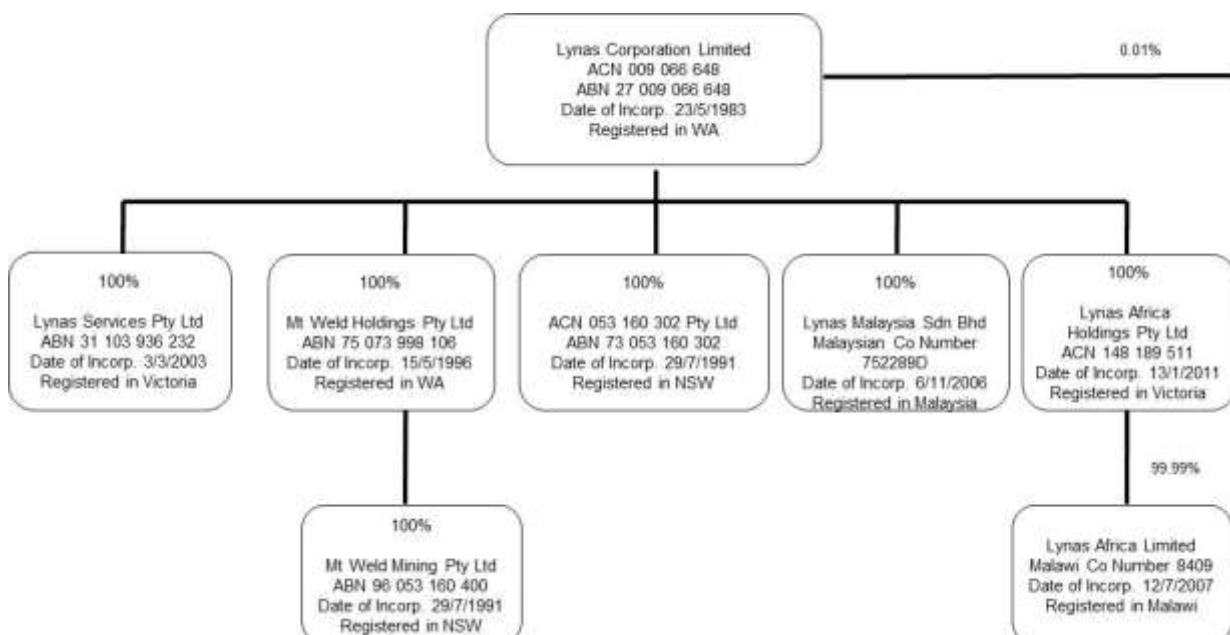 Lynas Corporation Limited
ACN 009 066 648
ABN 27 009 066 648
Date of Incorp. 23/5/1983
Registered in WA
0.01%
100%
Lynas Services Pty Ltd
ABN 31 103 936 232
Date of Incorp. 3/3/2003
Registered in Victoria
100%
Mt Weld Holdings Pty Ltd
ABN 75 073 998 106
Date of Incorp. 15/5/1996
Registered in WA
100%
ACN 053 160 302 Pty Ltd
ABN 73 053 160 302
Date of Incorp. 29/7/1991
Registered in NSW
100%
Lynas Malaysia Sdn Bhd
Malaysian Co Number
752289D
Date of Incorp. 6/11/2006
Registered in Malaysia
100%
Lynas Africa
Holdings Pty Ltd
ACN 148 189 511
Date of Incorp. 13/1/2011
Registered in Victoria
99.99%
100%
Mt Weld Mining Pty Ltd
ABN 96 053 160 400
Date of Incorp. 29/7/1991
Registered in NSW
Lynas Africa Limited
Malawi Co Number 8409
Date of Incorp. 12/7/2007
Registered in Malawi